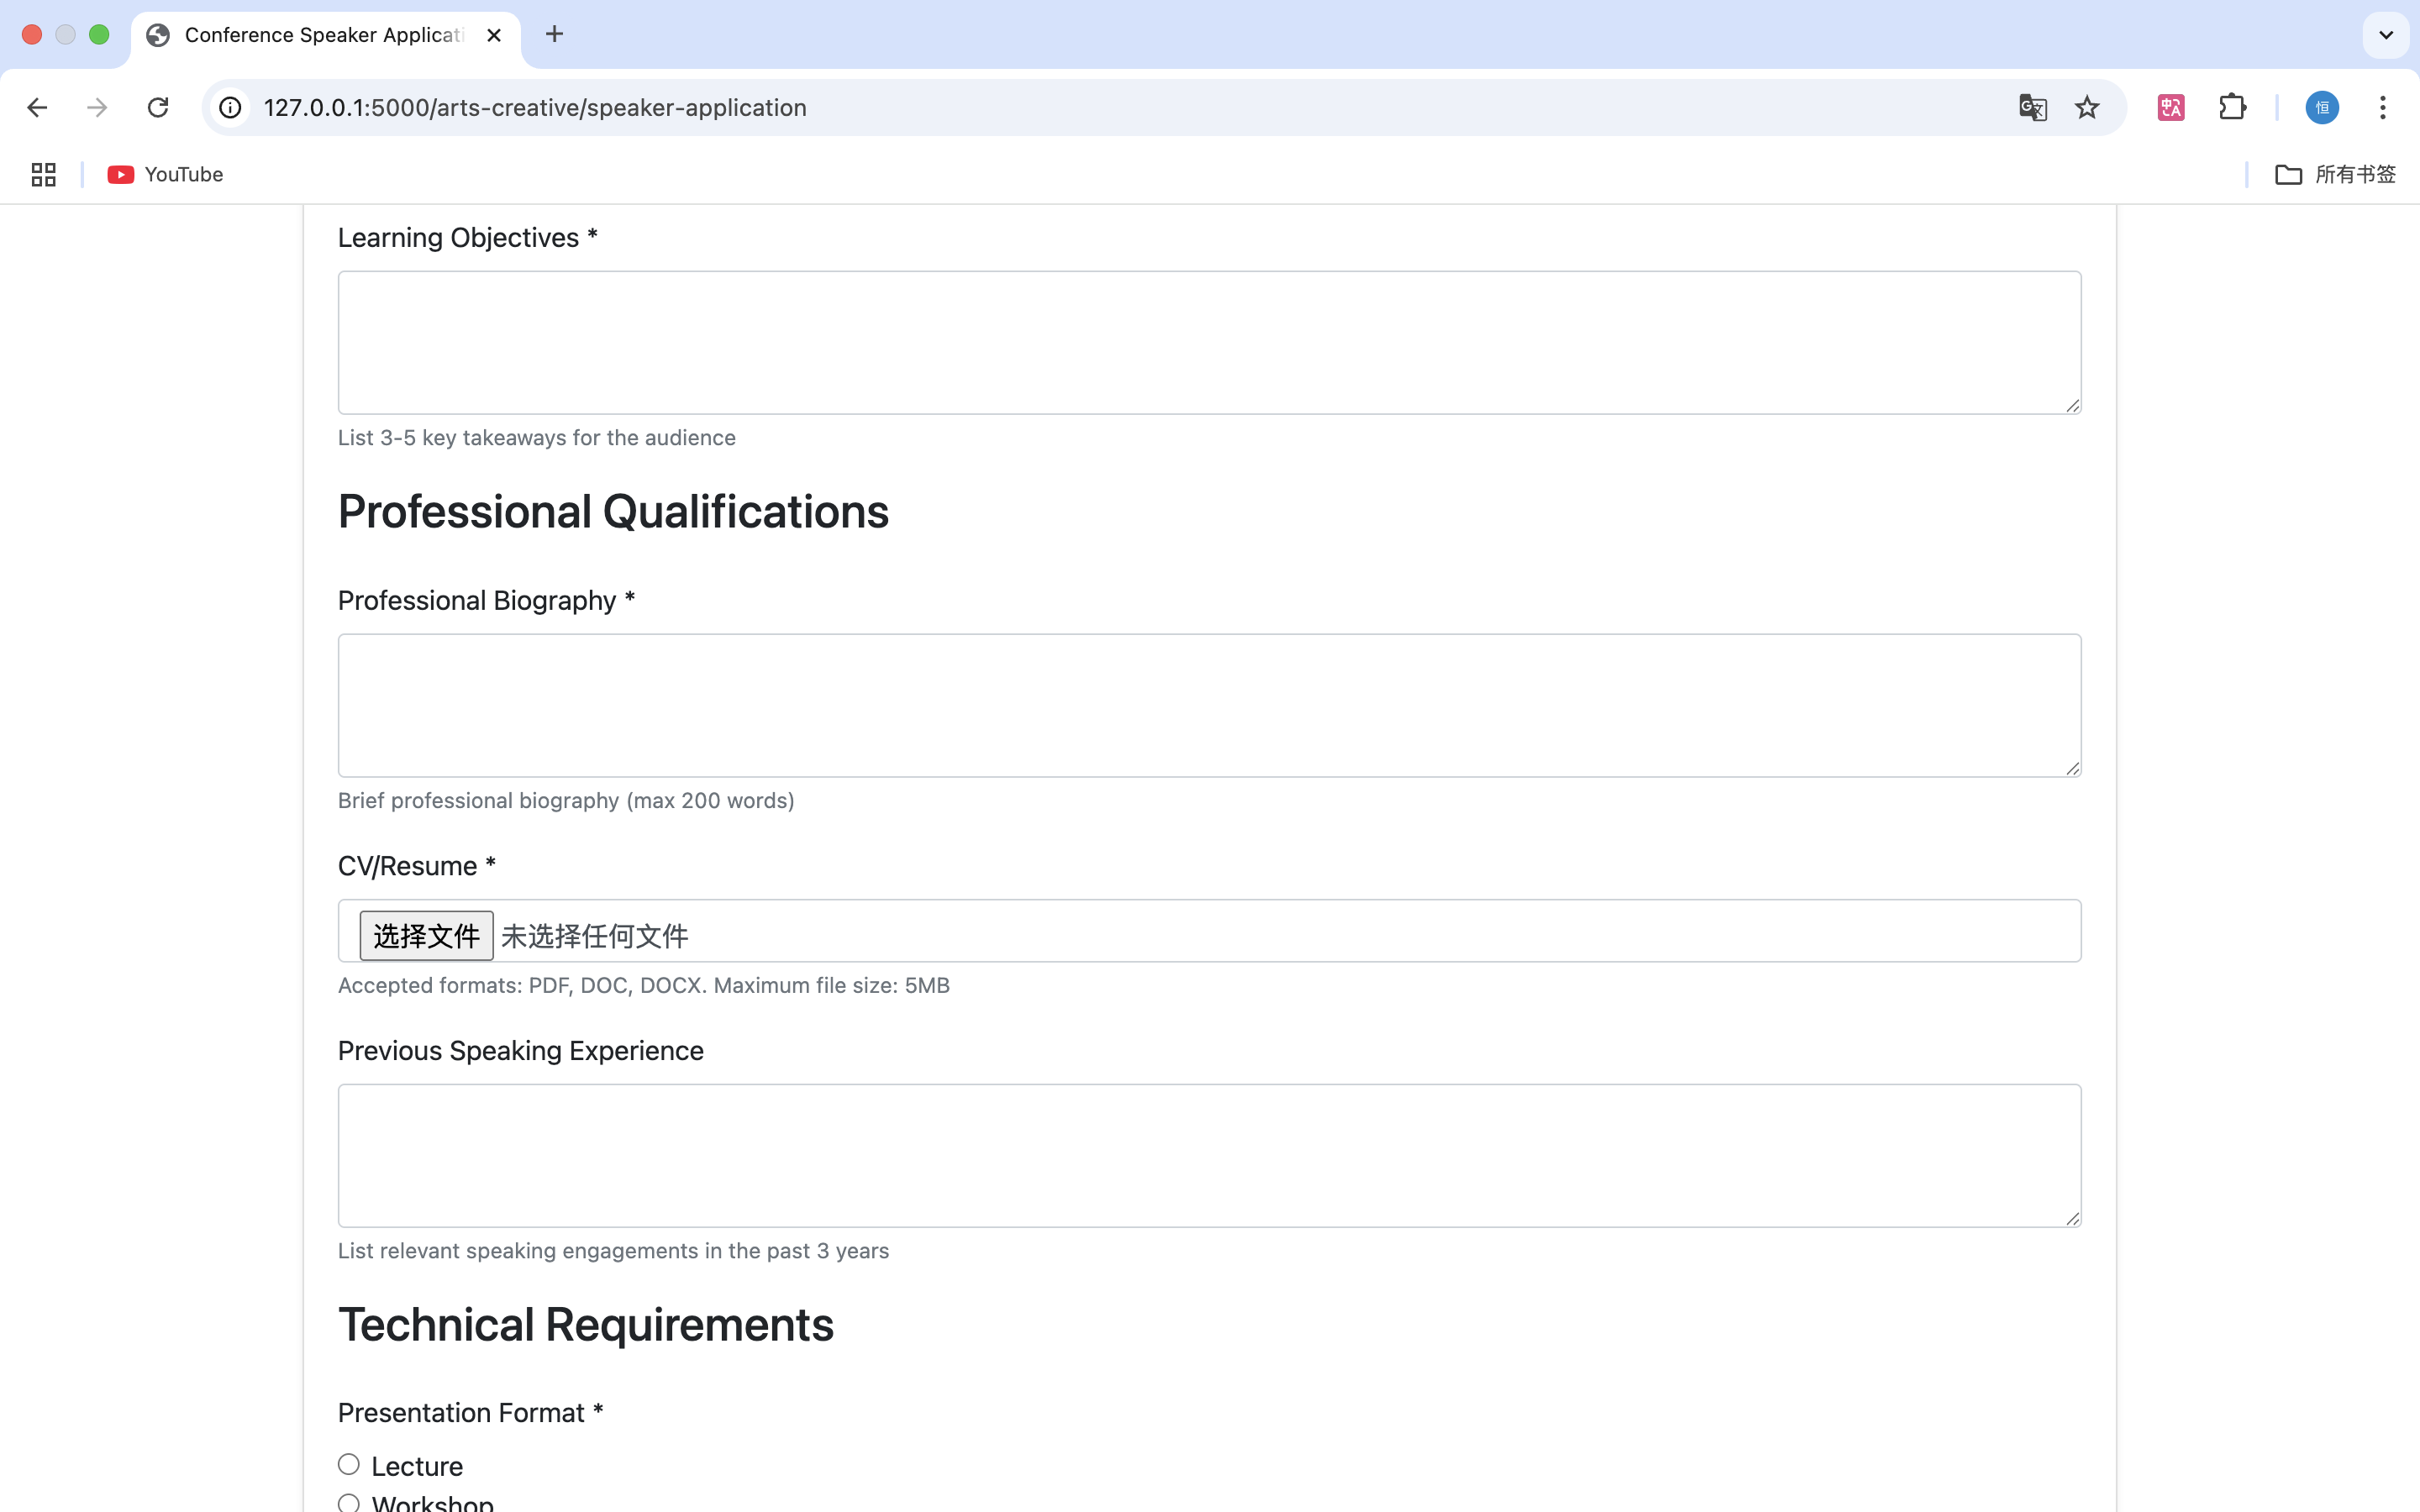 Conference Speaker Applicati
127.0.0.1:5000/arts-creative/speaker-application
恒
YouTube
所有书签
Learning Objectives *
List 3-5 key takeaways for the audience
Professional Qualifications
Professional Biography *
Brief professional biography (max 200 words)
CV/Resume *
选择文件 未选择任何文件
Accepted formats: PDF, DOC, DOCX. Maximum file size: 5MB
Previous Speaking Experience
List relevant speaking engagements in the past 3 years
Technical Requirements
Presentation Format *
Lecture
Workshop